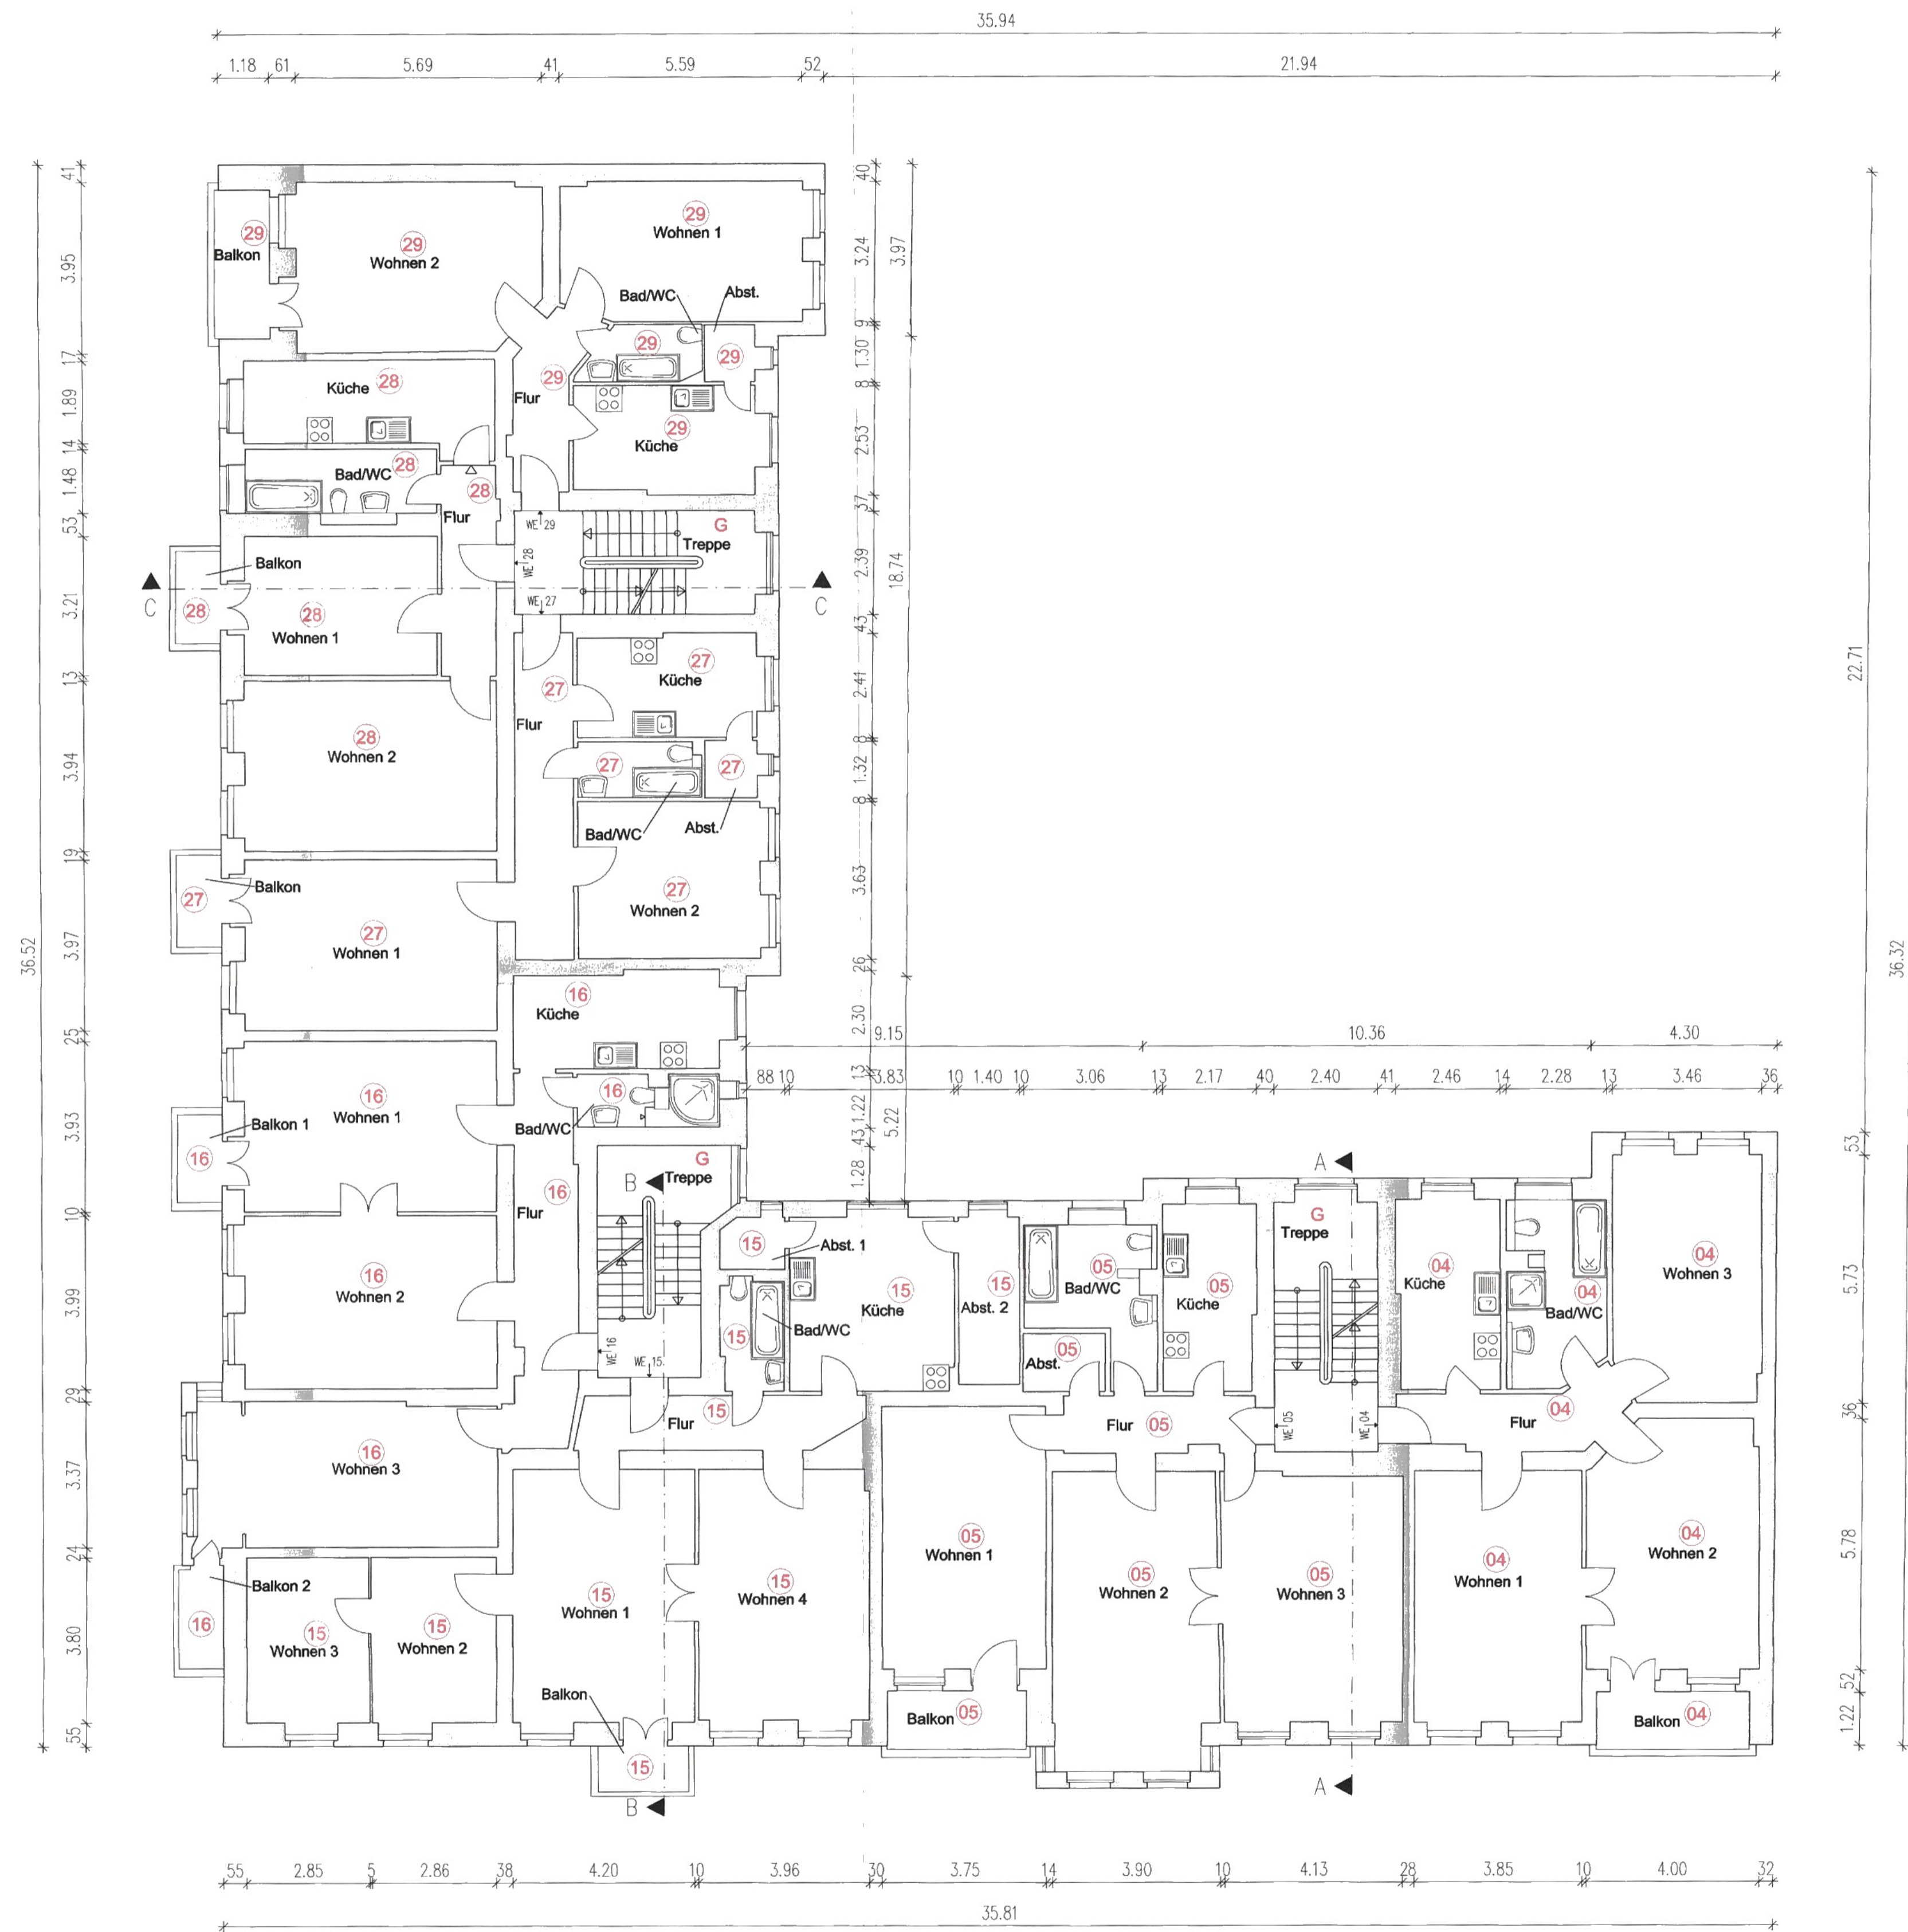 35.94
1.18 61 5.69 41 5.59 52 21.94
41
3.95
17
1.89
14
1.48
53
3.21
13
3.94
19
3.97
25
3.93
10
3.99
29
3.37
24
3.80
55
36.52
40
3.24
9
1.30
8
2.53
37
2.39
43
2.41
8
1.32
8
3.63
26
2.30
13
1.22
43
1.28
3.97
18.74
5.22
22.71
53
5.73
36
5.78
52
1.22
36.32
9.15 10.36 4.30
88 10 3.83 10 1.40 10 3.06 13 2.17 40 2.40 41 2.46 14 2.28 13 3.46 36
29
Balkon
29
Wohnen 2
29
Wohnen 1
Bad/WC
Abst.
29
29
29
Flur
29
Küche
Küche 28
Bad/WC 28
28
Flur
WE 29
WE 28
WE 27
G
Treppe
C
C
Balkon
28
28
Wohnen 1
28
Wohnen 2
27
Küche
27
Flur
27
27
Bad/WC
Abst.
27
Wohnen 2
Balkon
27
27
Wohnen 1
16
Küche
16
Bad/WC
16
Wohnen 1
Balkon 1
16
16
Flur
G
Treppe
B
16
Wohnen 2
WE 16
WE 15
15
Abst. 1
15
Küche
15
Abst. 2
15
Bad/WC
Flur 15
16
Wohnen 3
Balkon 2
16
15
Wohnen 3
15
Wohnen 2
15
Wohnen 1
15
Wohnen 4
Balkon
15
B
A
05
Bad/WC
05
Küche
05
Abst.
Flur 05
G
Treppe
WE 05
WE 04
04
Küche
04
Bad/WC
04
Wohnen 3
Flur
04
05
Wohnen 1
05
Wohnen 2
05
Wohnen 3
04
Wohnen 1
04
Wohnen 2
Balkon 05
Balkon 04
A
55 2.85 5 2.86 38 4.20 10 3.96 30 3.75 14 3.90 10 4.13 28 3.85 10 4.00 32
35.81